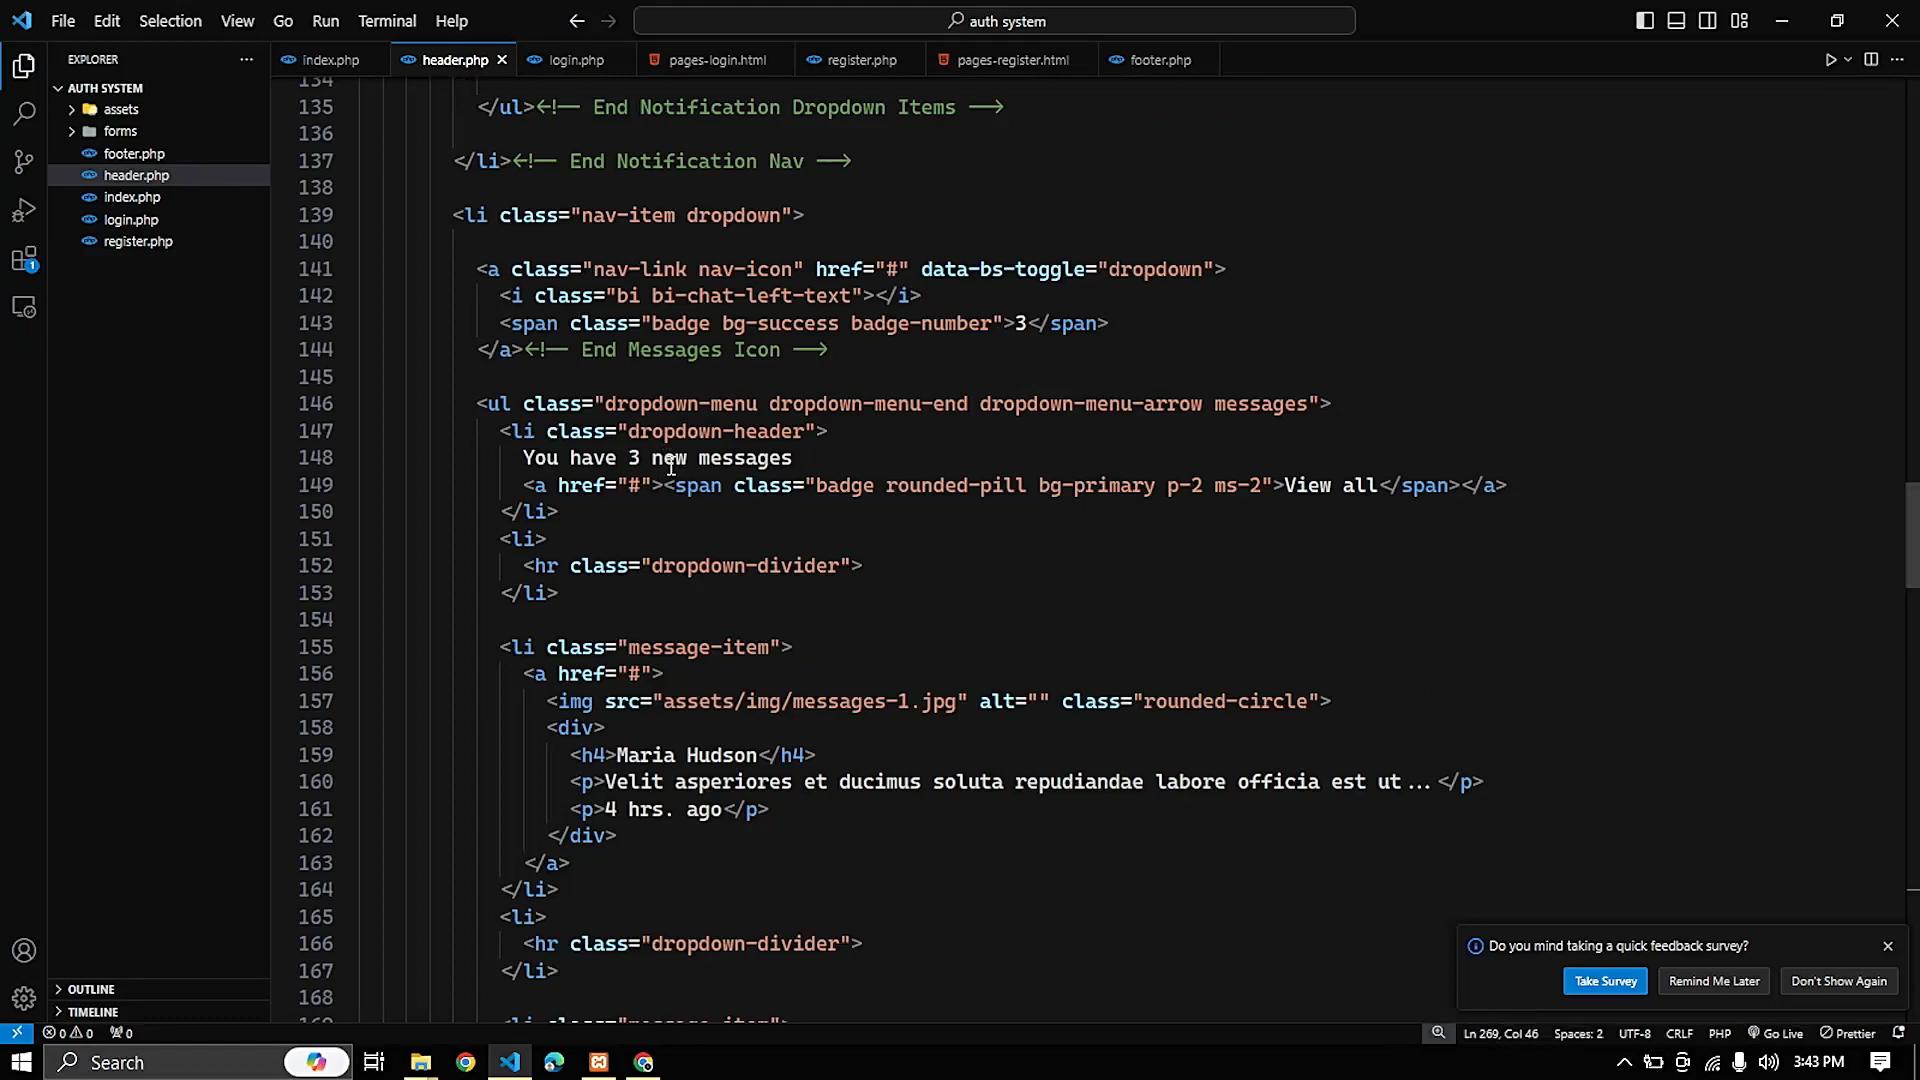 File Edit Selection View Go Run Terminal Help
auth system
EXPLORER
index.php
header.php
login.php
pages-login.html
register.php
pages-register.html
footer.php
AUTH SYSTEM
assets
forms
footer.php
header.php
index.php
login.php
register.php
OUTLINE
TIMELINE
1
134
135 </ul><!-- End Notification Dropdown Items -->
136
137 </li><!-- End Notification Nav -->
138
139 <li class="nav-item dropdown">
140
141 <a class="nav-link nav-icon" href="#" data-bs-toggle="dropdown">
142 <i class="bi bi-chat-left-text"></i>
143 <span class="badge bg-success badge-number">3</span>
144 </a><!-- End Messages Icon -->
145
146 <ul class="dropdown-menu dropdown-menu-end dropdown-menu-arrow messages">
147 <li class="dropdown-header">
148 You have 3 new messages
149 <a href="#"><span class="badge rounded-pill bg-primary p-2 ms-2">View all</span></a>
150 </li>
151 <li>
152 <hr class="dropdown-divider">
153 </li>
154
155 <li class="message-item">
156 <a href="#">
157 <img src="assets/img/messages-1.jpg" alt="" class="rounded-circle">
158 <div>
159 <h4>Maria Hudson</h4>
160 <p>Velit asperiores et ducimus soluta repudiandae labore officia est ut...</p>
161 <p>4 hrs. ago</p>
162 </div>
163 </a>
164 </li>
165 <li>
166 <hr class="dropdown-divider">
167 </li>
168
169 <li class="message-item">
Do you mind taking a quick feedback survey?
Take Survey Remind Me Later Don't Show Again
0 0 0 Ln 269, Col 46 Spaces: 2 UTF-8 CRLF PHP Go Live Prettier
Search
3:43 PM